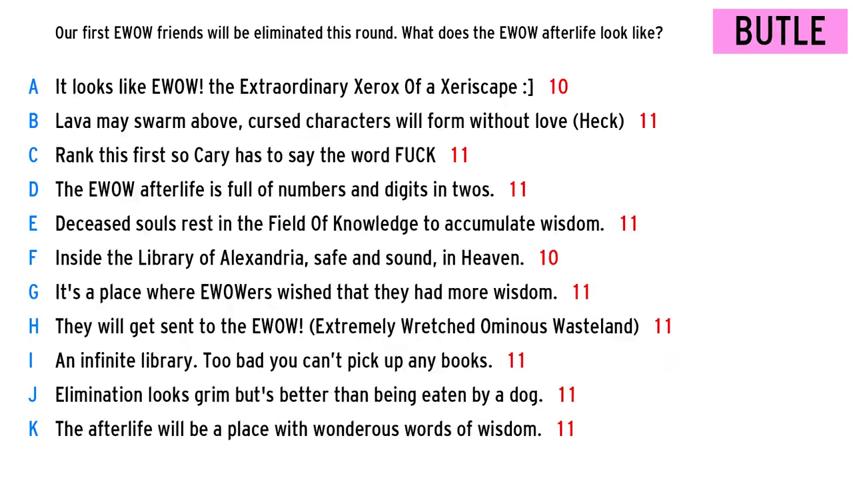 Our first EWOW friends will be eliminated this round. What does the EWOW afterlife look like?
BUTLE
A It looks like EWOW! the Extraordinary Xerox Of a Xeriscape :] 10
B Lava may swarm above, cursed characters will form without love (Heck) 11
C Rank this first so Cary has to say the word FUCK 11
D The EWOW afterlife is full of numbers and digits in twos. 11
E Deceased souls rest in the Field Of Knowledge to accumulate wisdom. 11
F Inside the Library of Alexandria, safe and sound, in Heaven. 10
G It's a place where EWOWers wished that they had more wisdom. 11
H They will get sent to the EWOW! (Extremely Wretched Ominous Wasteland) 11
I An infinite library. Too bad you can’t pick up any books. 11
J Elimination looks grim but's better than being eaten by a dog. 11
K The afterlife will be a place with wonderous words of wisdom. 11